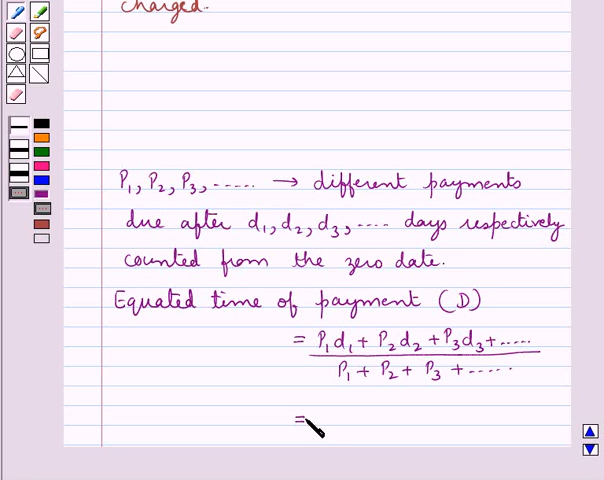 charged.
P₁, P₂, P₃, ...... → different payments
due after d₁, d₂, d₃, .... days respectively
counted from the zero date.
Equated time of payment (D)
= P₁d₁ + P₂d₂ + P₃d₃ + .....
P₁ + P₂ + P₃ + ......
=